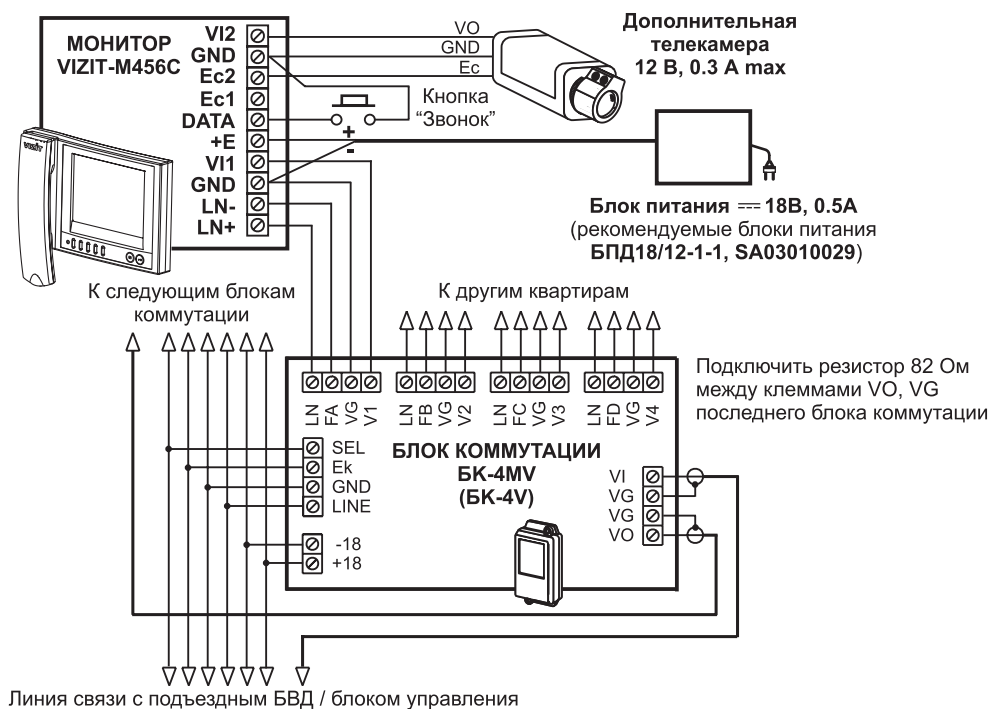 МОНИТОР
VIZIT-M456C
VIZIT
VI2
GND
Ec2
Ec1
DATA
+E
VI1
GND
LN-
LN+
VO
GND
Ec
Кнопка
“Звонок”
+
-
Дополнительная
телекамера
12 В, 0.3 А max
Блок питания ⎓ 18В, 0.5А
(рекомендуемые блоки питания
БПД18/12-1-1, SA03010029)
К следующим блокам
коммутации
К другим квартирам
Подключить резистор 82 Ом
между клеммами VO, VG
последнего блока коммутации
LN
FA
VG
V1
LN
FB
VG
V2
LN
FC
VG
V3
LN
FD
VG
V4
SEL
Ek
GND
LINE
-18
+18
БЛОК КОММУТАЦИИ
БК-4MV
(БК-4V)
VI
VG
VG
VO
Линия связи с подъездным БВД / блоком управления